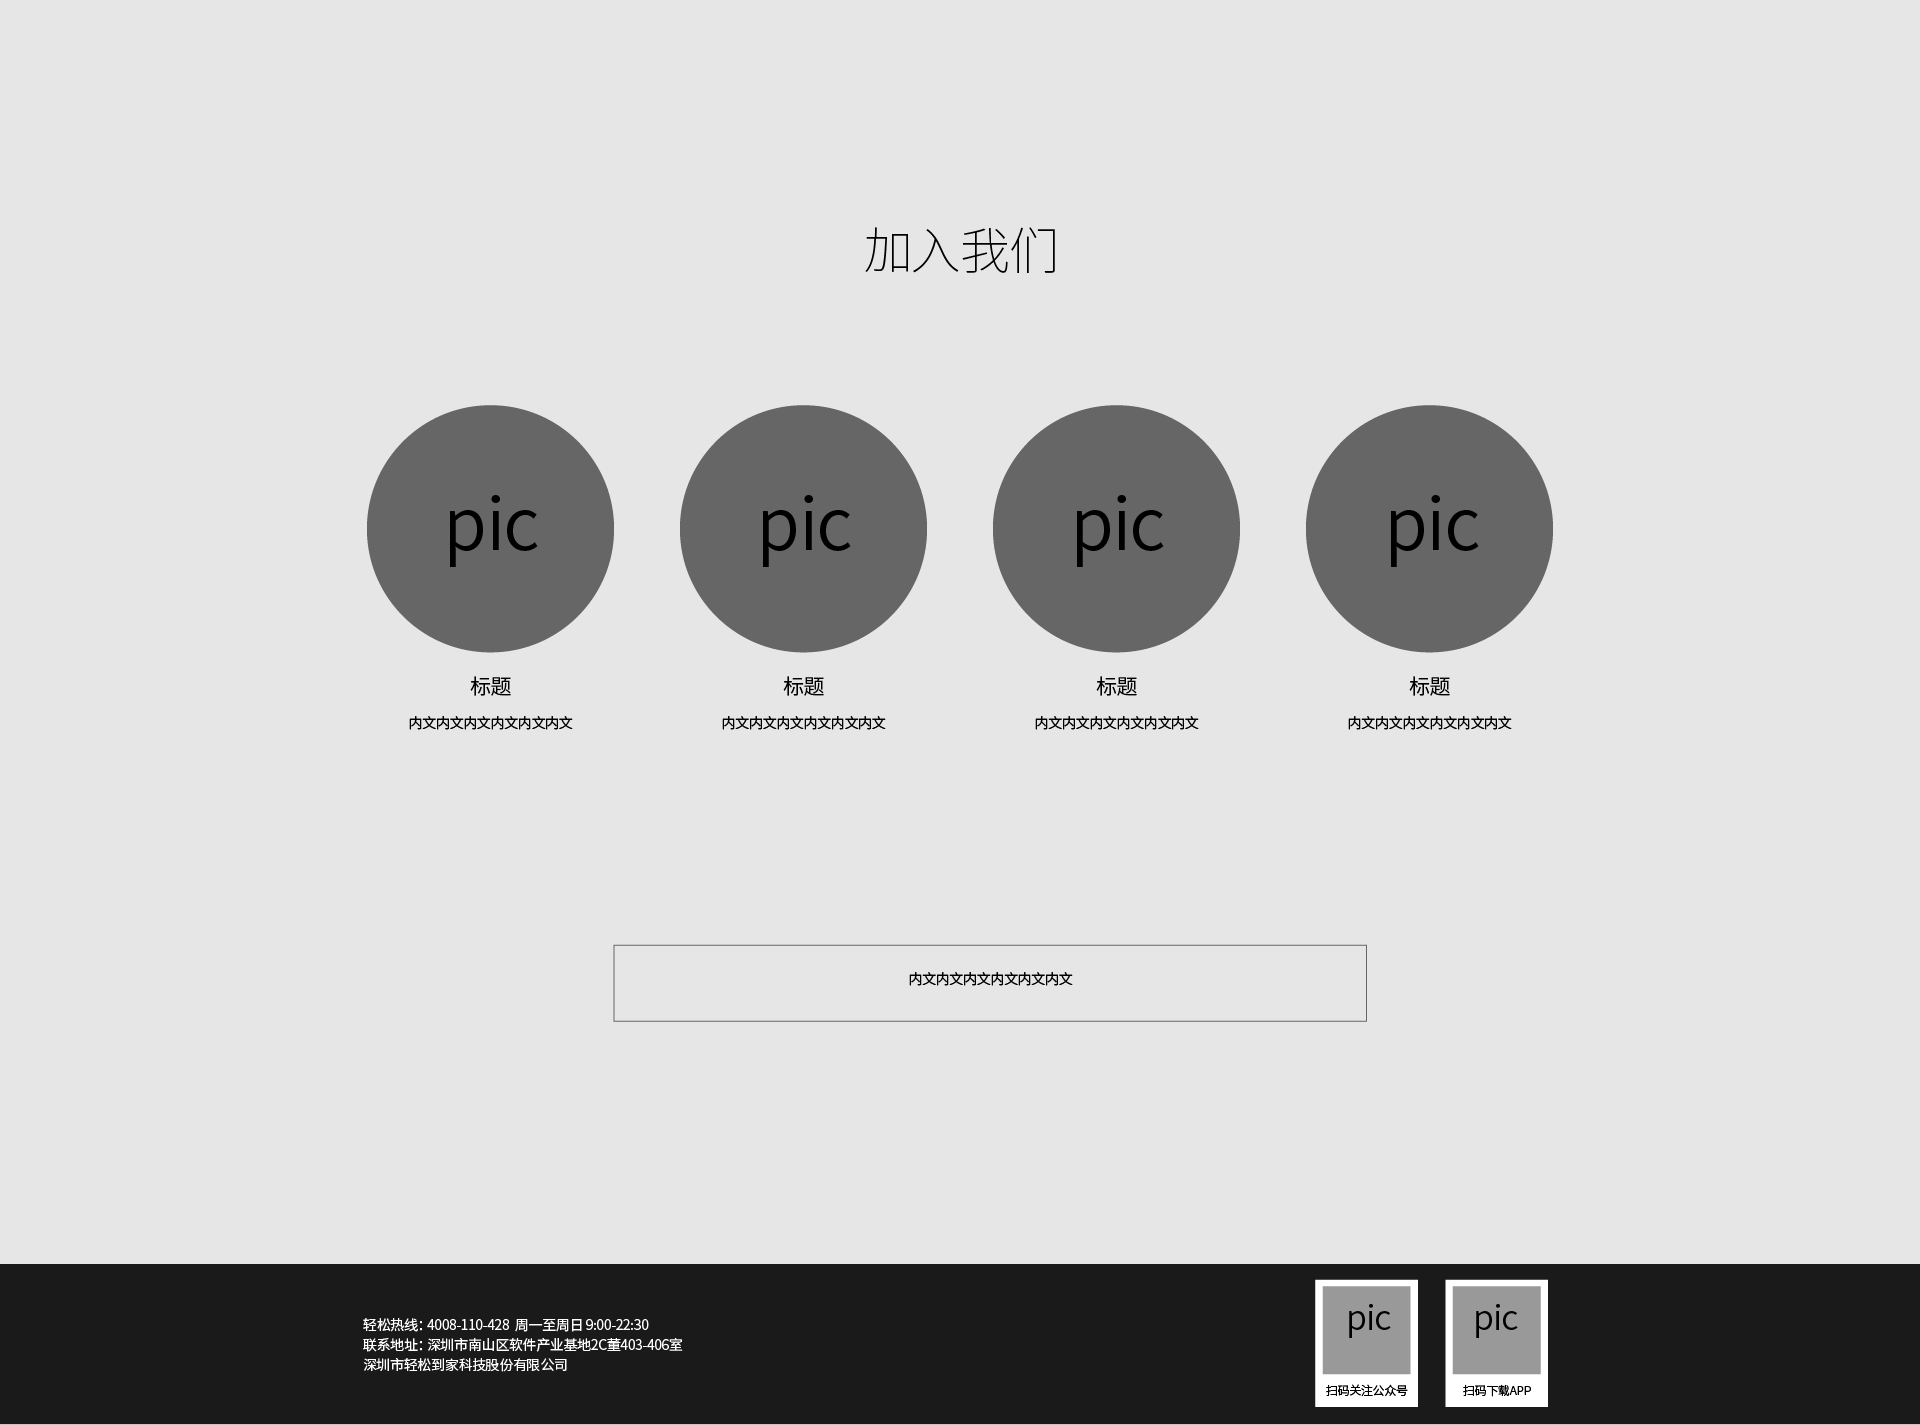 加入我们
pic pic pic pic
标题 标题 标题 标题
内文内文内文内文内文内文 内文内文内文内文内文内文 内文内文内文内文内文内文 内文内文内文内文内文内文
内文内文内文内文内文内文
轻松热线：4008-110-428 周一至周日 9:00-22:30
联系地址：深圳市南山区软件产业基地2C董403-406室
深圳市轻松到家科技股份有限公司
pic pic
扫码关注公众号 扫码下载APP